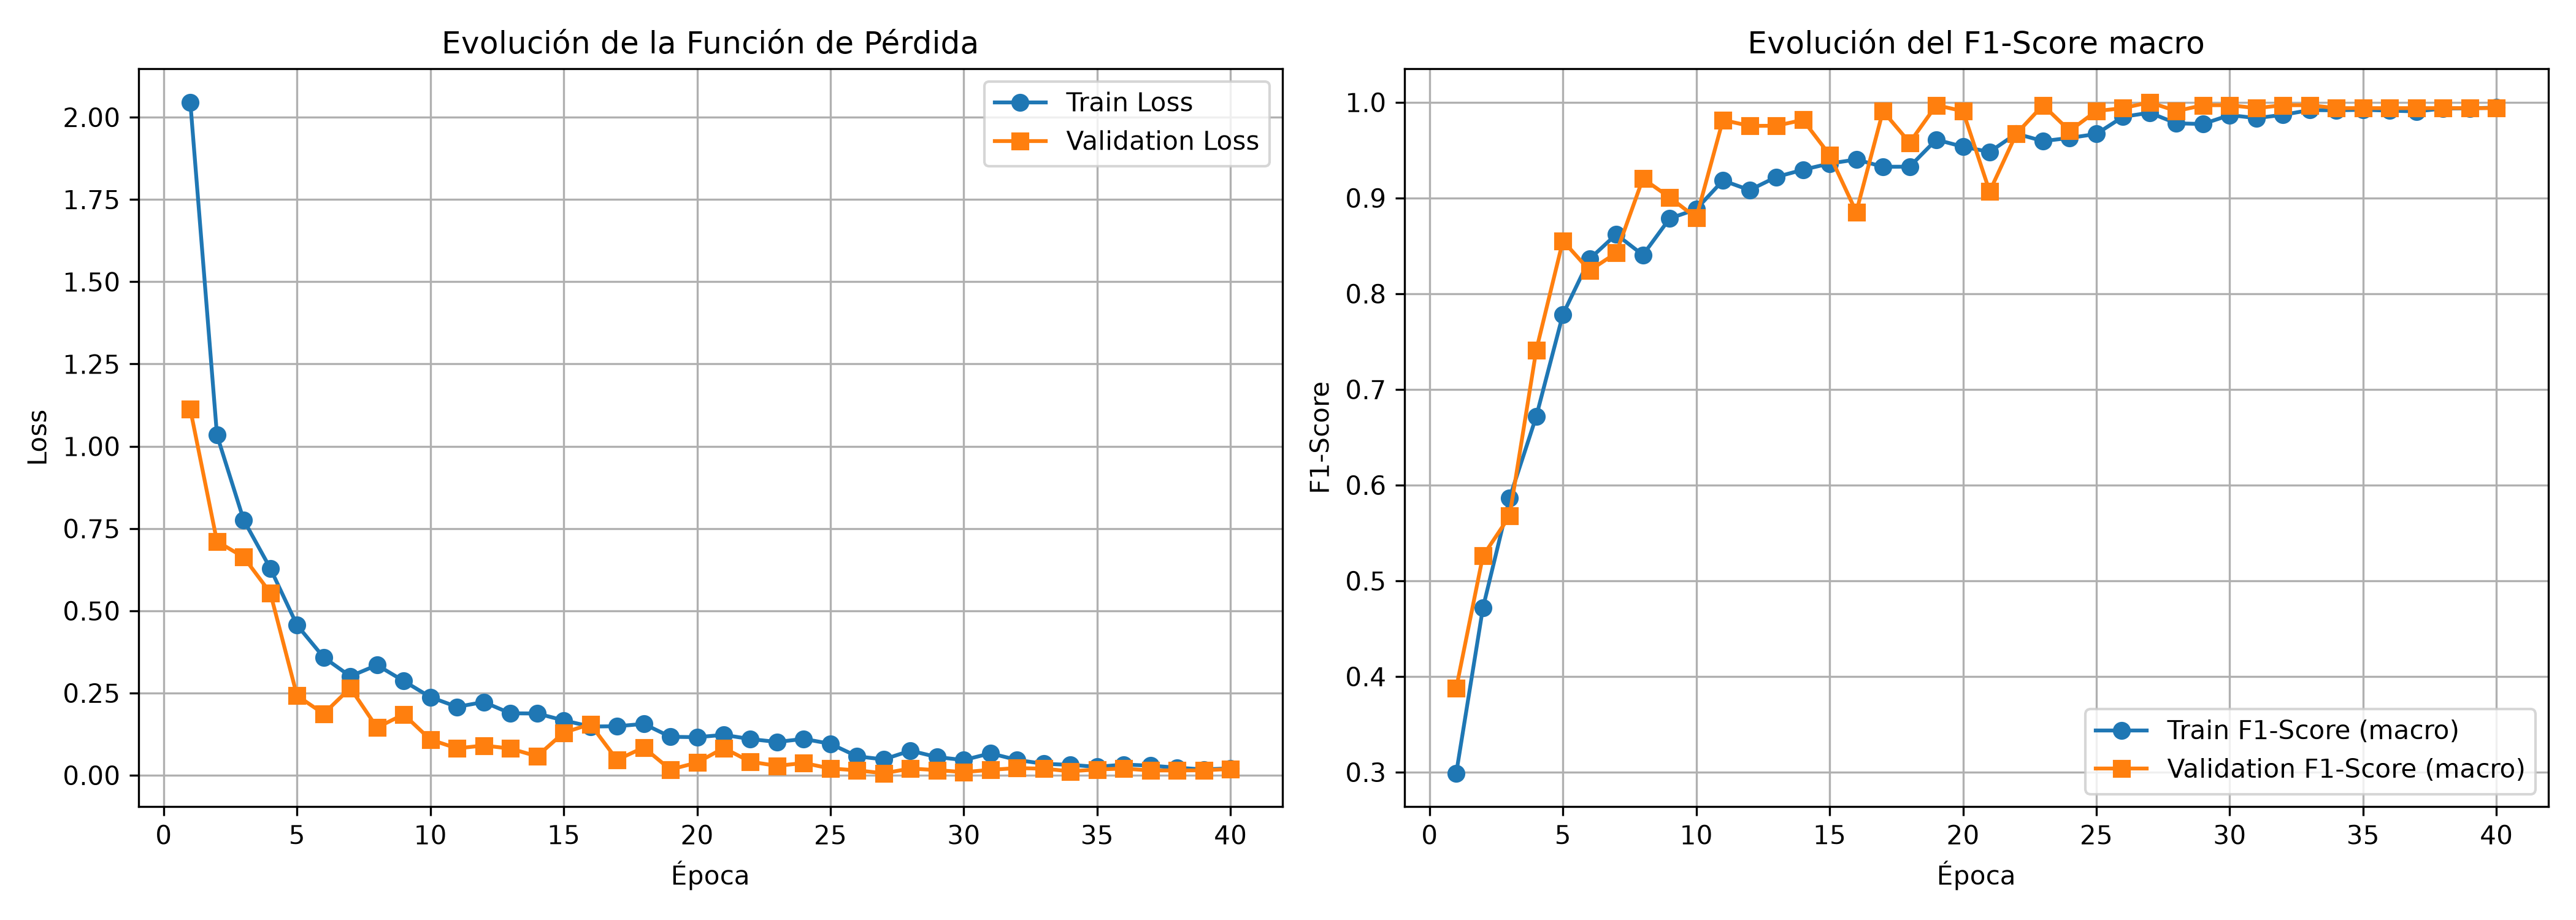 Evolución de la Función de Pérdida
Train Loss
Validation Loss
Loss
2.00
1.75
1.50
1.25
1.00
0.75
0.50
0.25
0.00
0 5 10 15 20 25 30 35 40
Época
Evolución del F1-Score macro
F1-Score
1.0
0.9
0.8
0.7
0.6
0.5
0.4
0.3
Train F1-Score (macro)
Validation F1-Score (macro)
0 5 10 15 20 25 30 35 40
Época